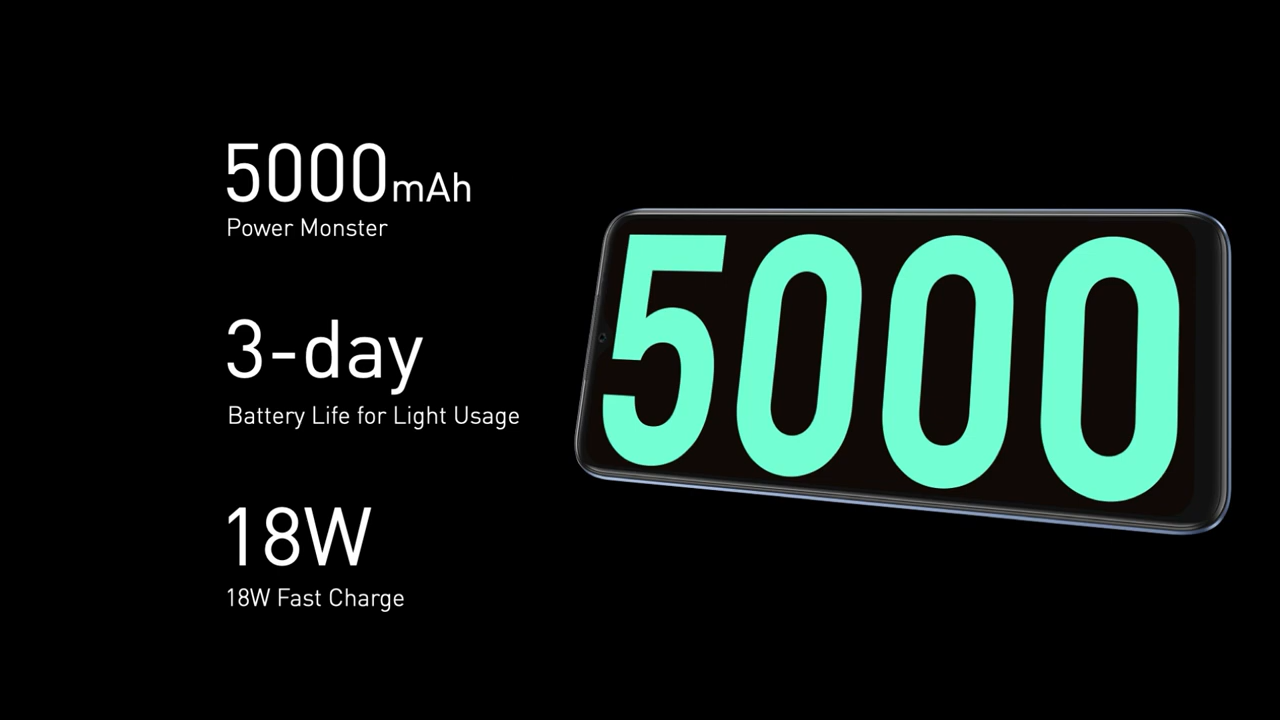 5000mAh
Power Monster
3-day
Battery Life for Light Usage
18W
18W Fast Charge
5000